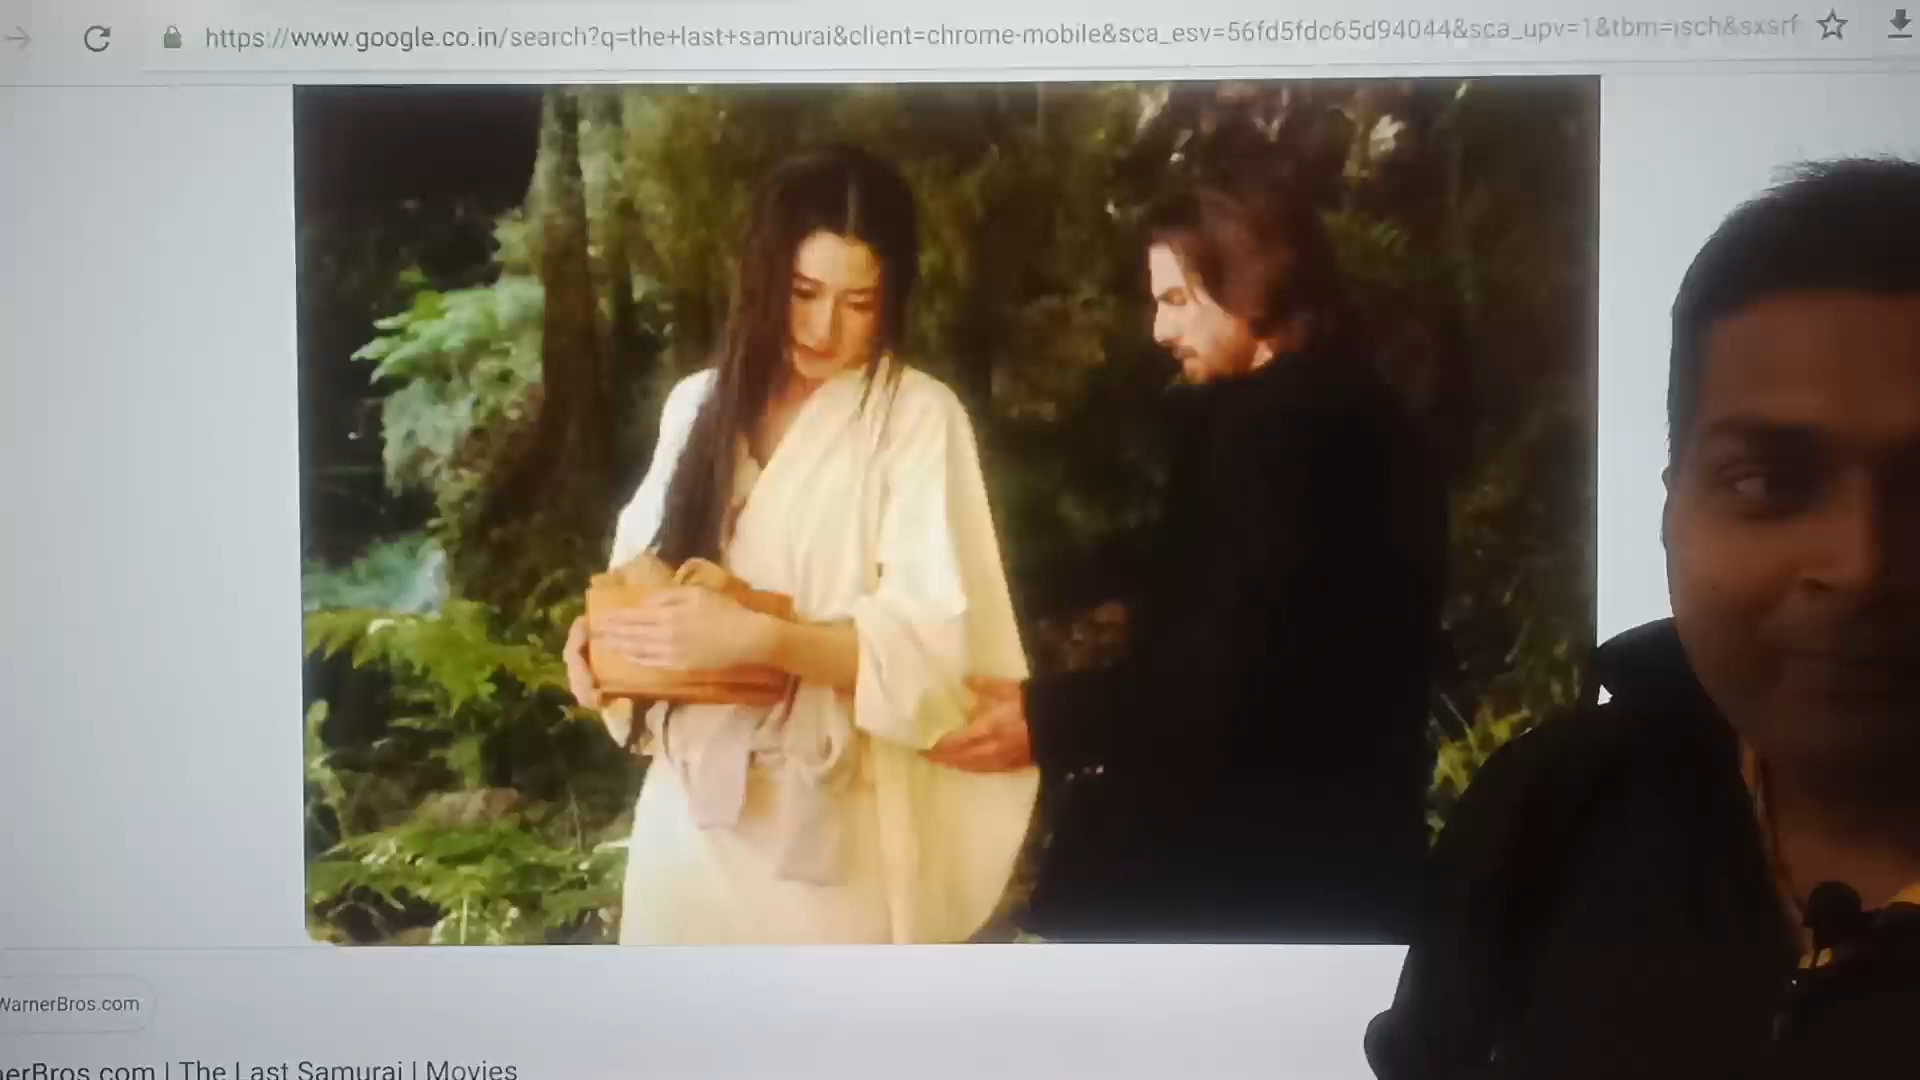 https://www.google.co.in/search?q=the+last+samurai&client=chrome-mobile&sca_esv=56fd5fdc65d94044&sca_upv=1&tbm=isch&sxsrf
WarnerBros.com
nerBros.com | The Last Samurai | Movies